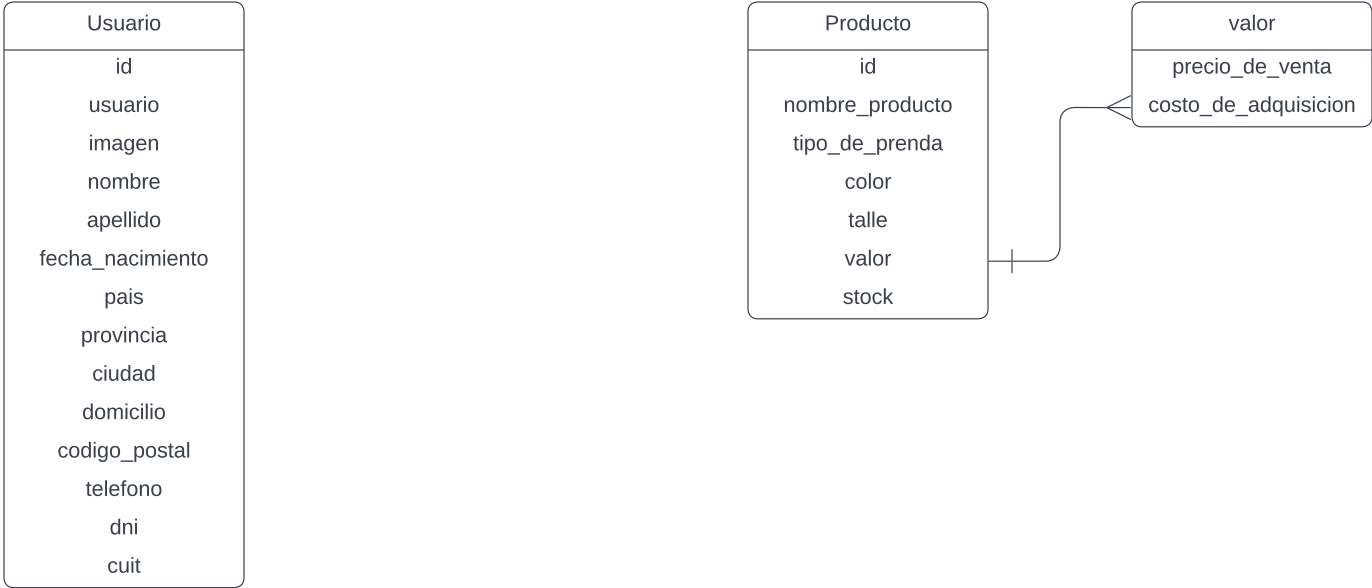 Usuario
id
usuario
imagen
nombre
apellido
fecha_nacimiento
pais
provincia
ciudad
domicilio
codigo_postal
telefono
dni
cuit
Producto
id
nombre_producto
tipo_de_prenda
color
talle
valor
stock
valor
precio_de_venta
costo_de_adquisicion